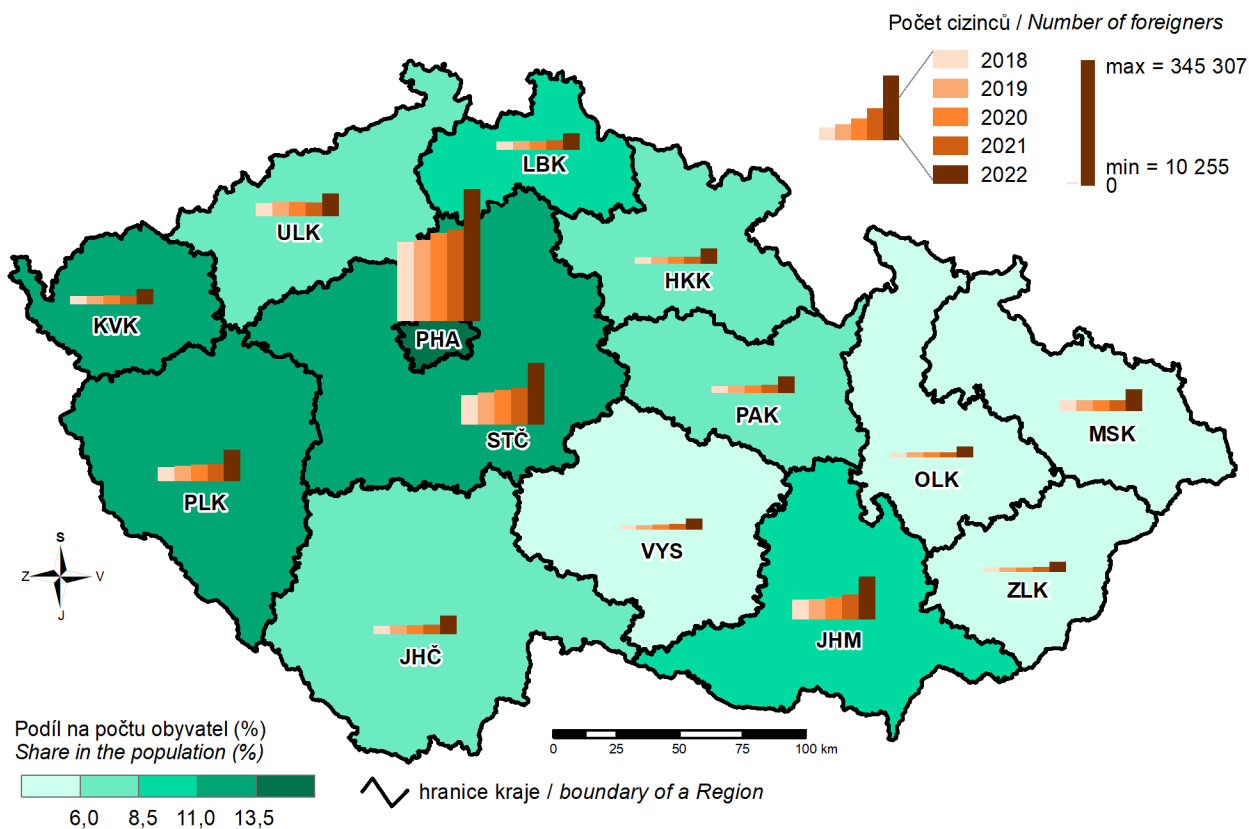 Počet cizinců / Number of foreigners
2018
2019
2020
2021
2022
max = 345 307
min = 10 255
0
LBK
ULK
HKK
KVK
PHA
PAK
MSK
STČ
OLK
PLK
VYS
ZLK
JHM
JHČ
S
Z
V
J
Podíl na počtu obyvatel (%)
Share in the population (%)
6,0
8,5
11,0
13,5
0
25
50
75
100 km
hranice kraje / boundary of a Region